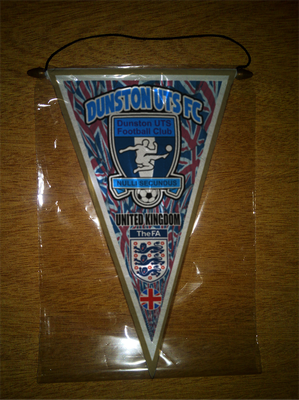 DUNSTON UTS FC
Dunston UTS
Football Club
NULLI SECUNDUS
UNITED KINGDOM
The FA